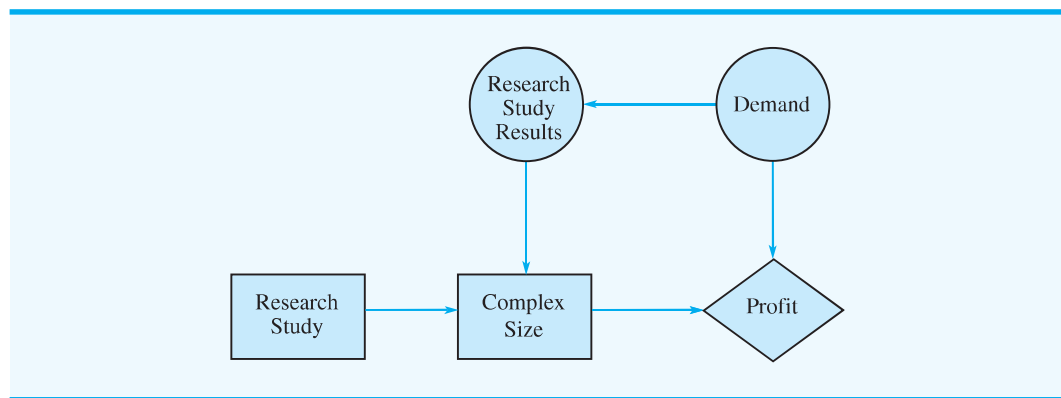 Research
Study
Results
Demand
Research
Study
Complex
Size
Profit